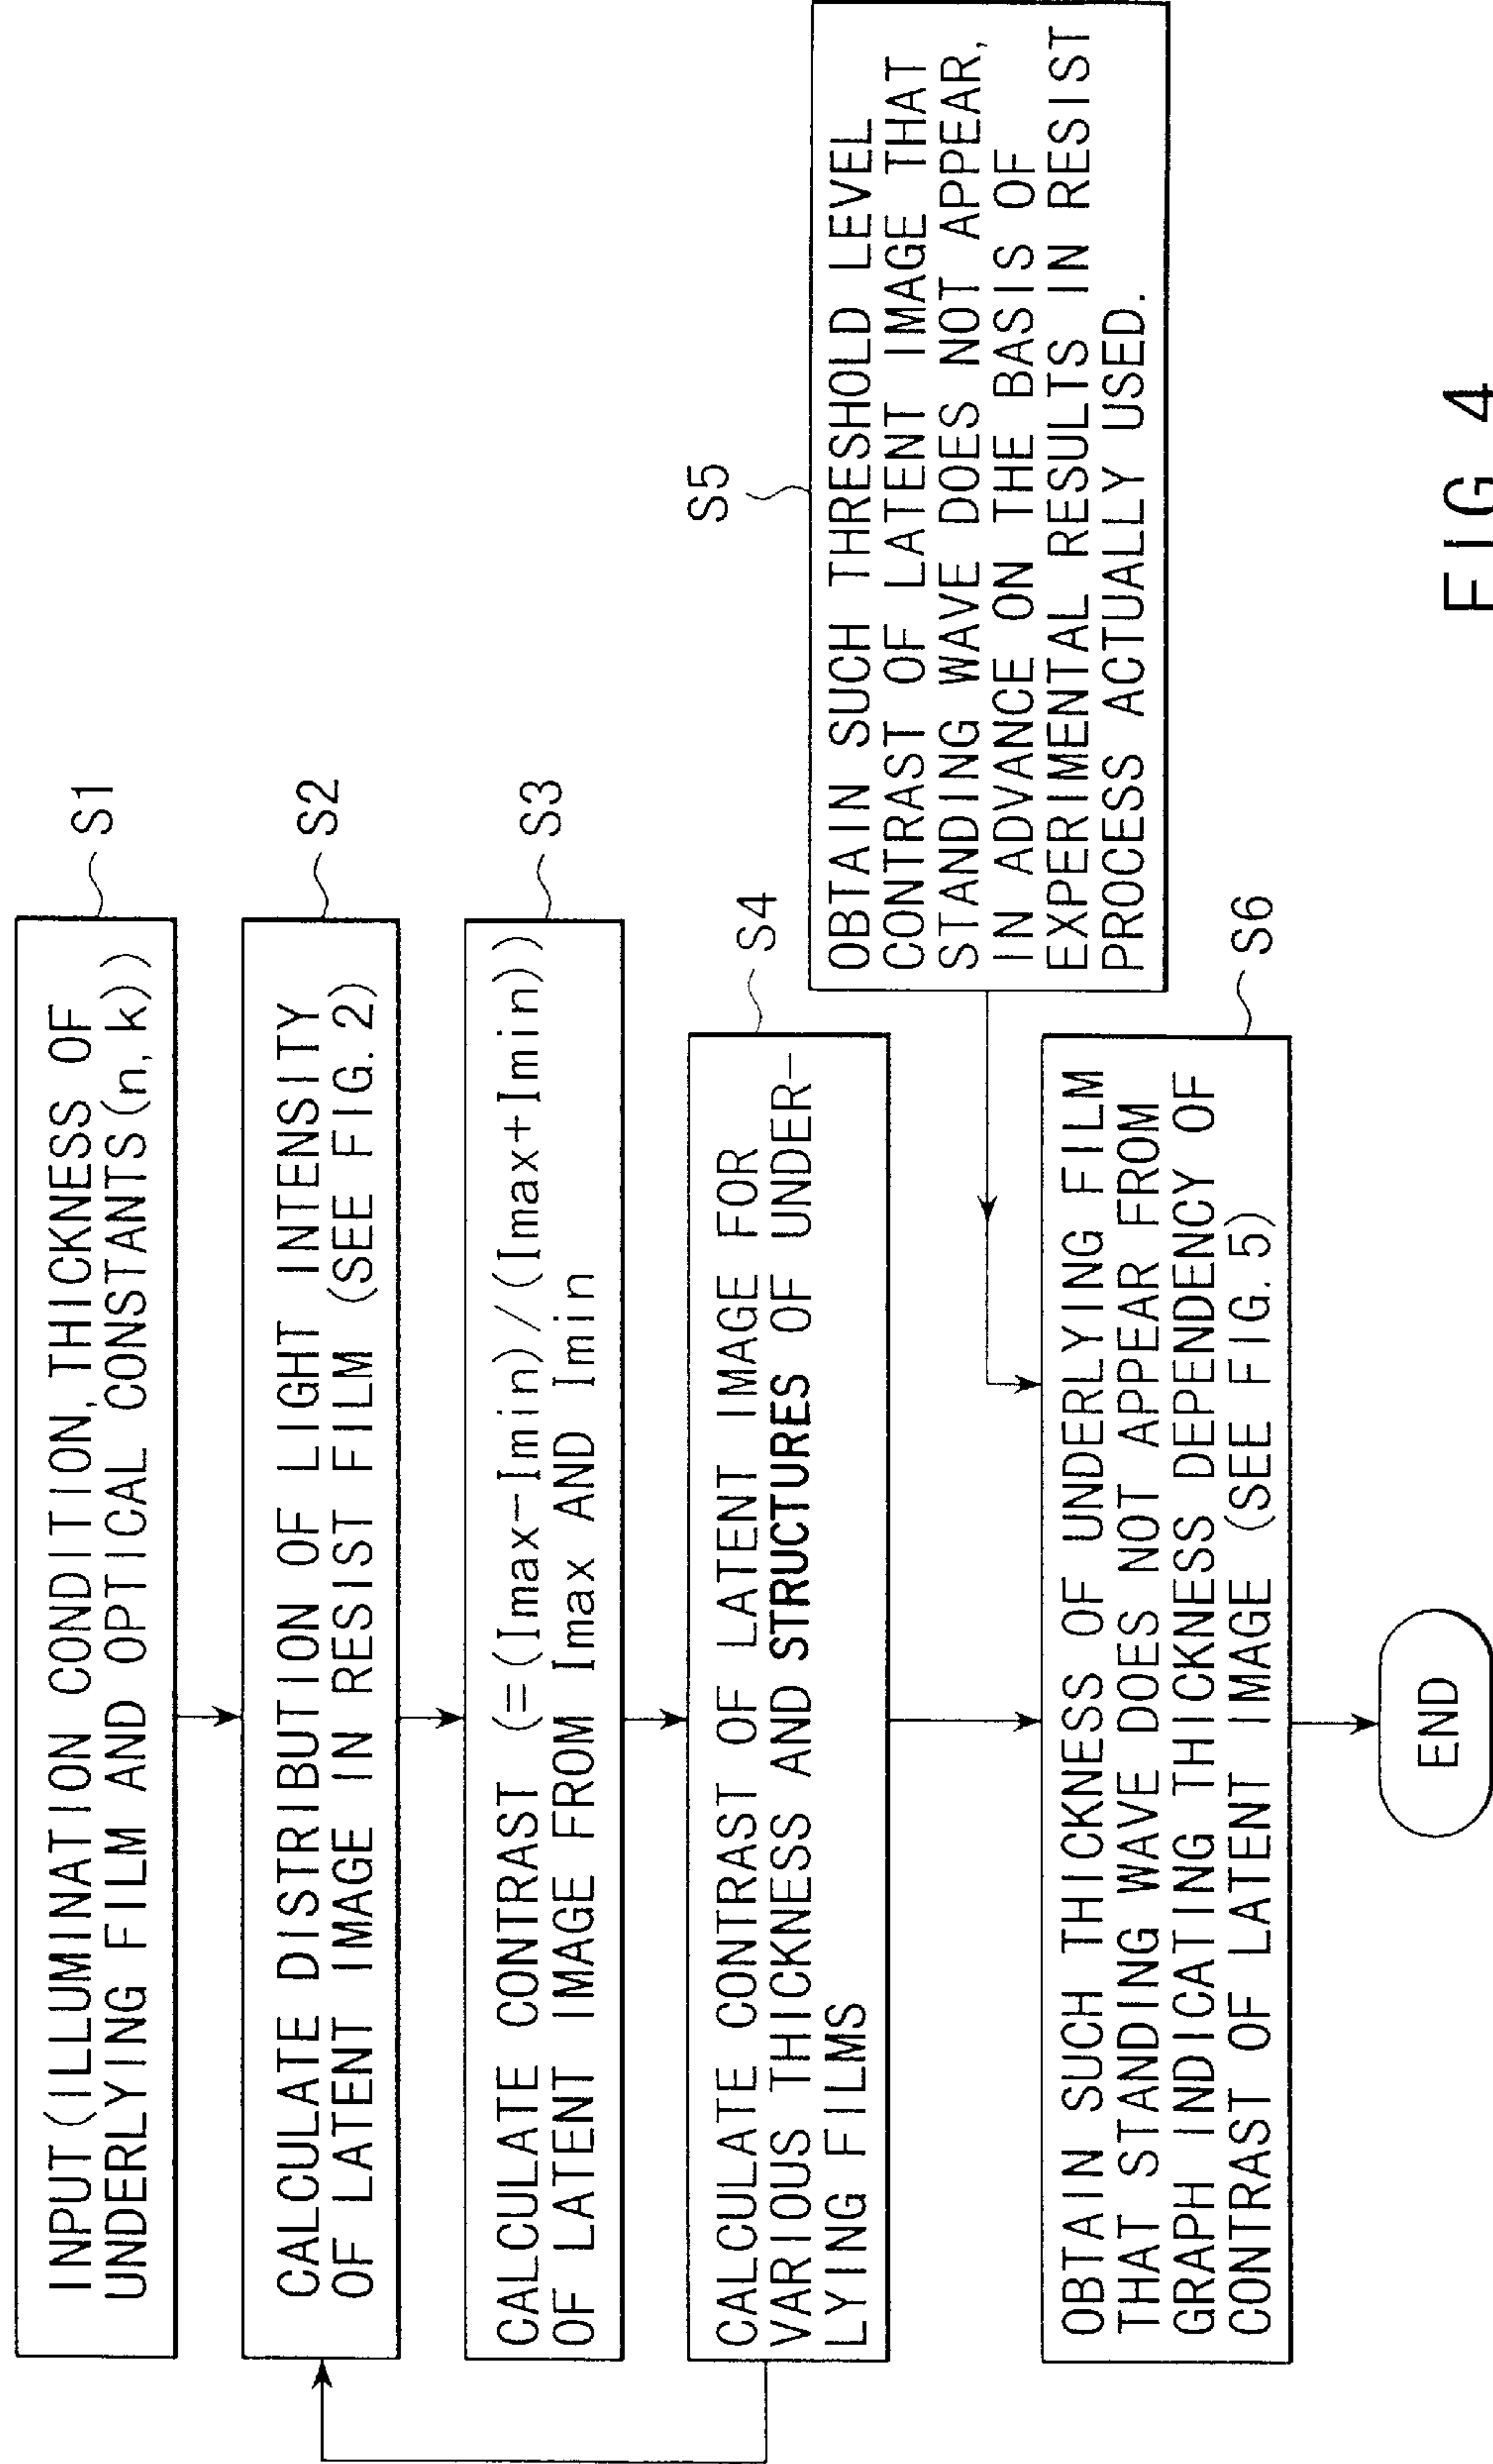 INPUT(ILLUMINATION CONDITION, THICKNESS OF
UNDERLYING FILM AND OPTICAL CONSTANTS(n, k))
S1
CALCULATE DISTRIBUTION OF LIGHT INTENSITY
OF LATENT IMAGE IN RESIST FILM (SEE FIG. 2)
S2
CALCULATE CONTRAST (=(Imax-Imin)/(Imax+Imin))
OF LATENT IMAGE FROM Imax AND Imin
S3
CALCULATE CONTRAST OF LATENT IMAGE FOR
VARIOUS THICKNESS AND STRUCTURES OF UNDER-
LYING FILMS
S4
S5
OBTAIN SUCH THRESHOLD LEVEL
CONTRAST OF LATENT IMAGE THAT
STANDING WAVE DOES NOT APPEAR,
IN ADVANCE ON THE BASIS OF
EXPERIMENTAL RESULTS IN RESIST
PROCESS ACTUALLY USED.
OBTAIN SUCH THICKNESS OF UNDERLYING FILM
THAT STANDING WAVE DOES NOT APPEAR FROM
GRAPH INDICATING THICKNESS DEPENDENCY OF
CONTRAST OF LATENT IMAGE (SEE FIG. 5)
S6
END
FIG. 4